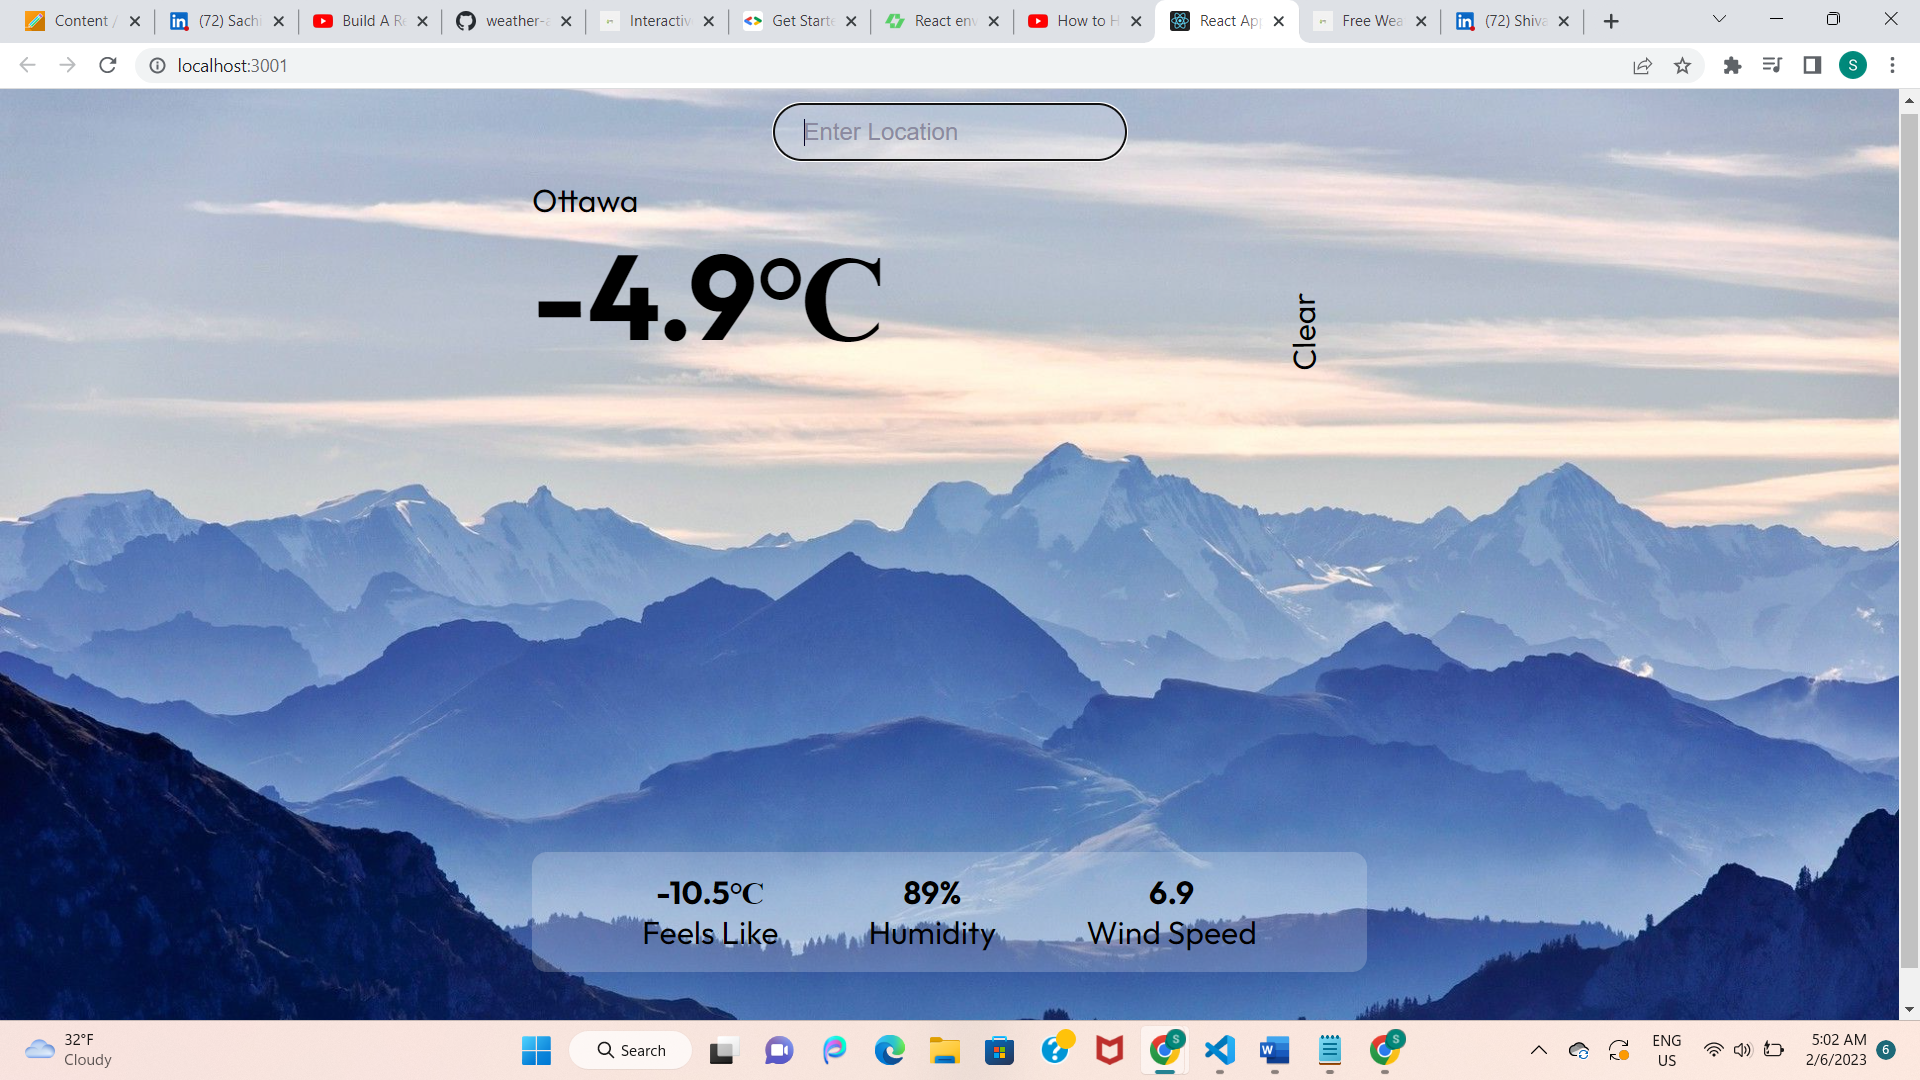 Content /
(72) Sachi
Build A Re
weather-a
Interactiv
Get Starte
React env
How to H
React App
Free Wea
(72) Shiva
localhost:3001
S
Enter Location
Ottawa
-4.9°C
Clear
-10.5°C 89% 6.9
Feels Like Humidity Wind Speed
32°F
Cloudy
Search
S
S
ENG
US
5:02 AM
2/6/2023
6